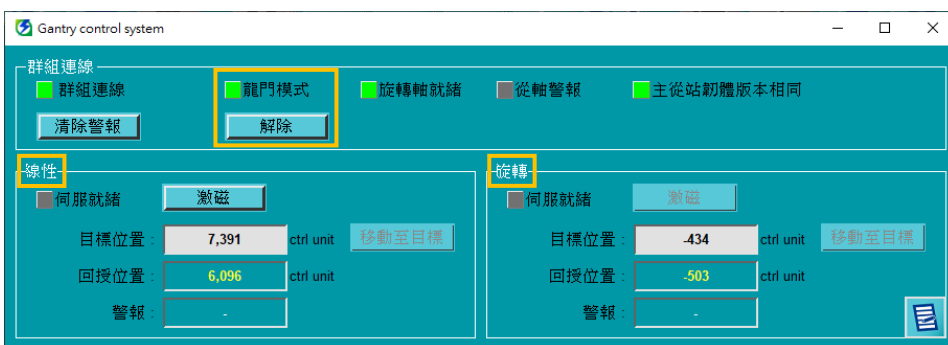 Gantry control system
群組連線
群組連線 龍門模式 旋轉軸就緒 從軸警報 主從站韌體版本相同
清除警報 解除
線性
伺服就緒 激磁
目標位置 : 7,391 ctrl unit 移動至目標
回授位置 : 6,096 ctrl unit
警報 : -
旋轉
伺服就緒 激磁
目標位置 : -434 ctrl unit 移動至目標
回授位置 : -503 ctrl unit
警報 : -